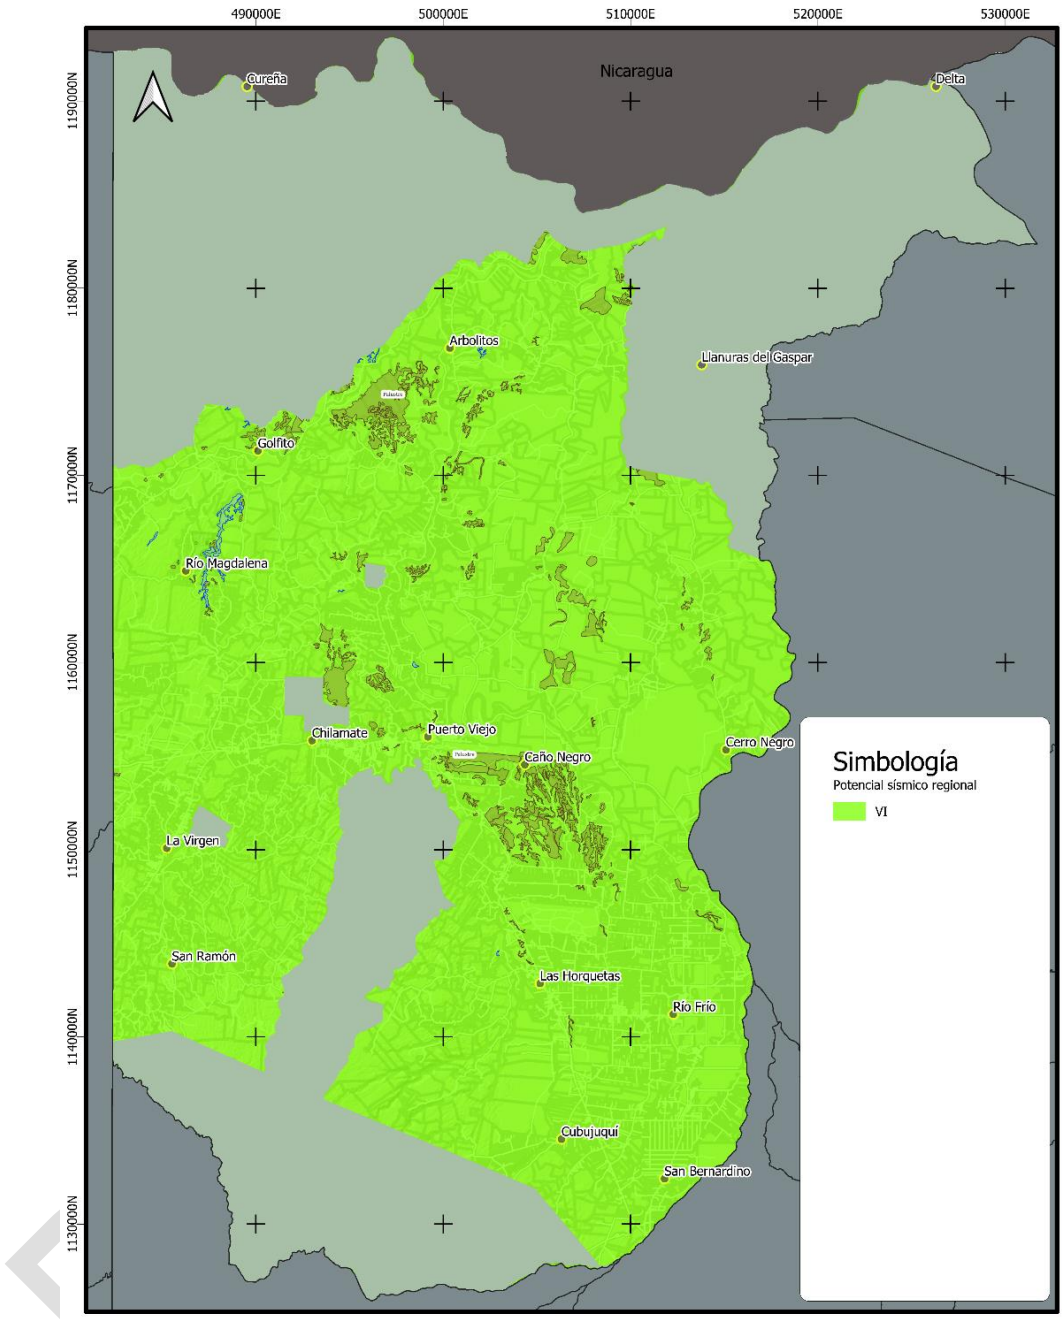 490000E
500000E
510000E
520000E
530000E
Nicaragua
Cureña
Delta
1190000N
1180000N
Arbolitos
Llanuras del Gaspar
Golfito
1170000N
Río Magdalena
1160000N
Chilamate
Puerto Viejo
Caño Negro
Cerro Negro
Simbología
Potencial sísmico regional
VI
La Virgen
1150000N
San Ramón
Las Horquetas
Río Frío
1140000N
Cubujuquí
San Bernardino
1130000N